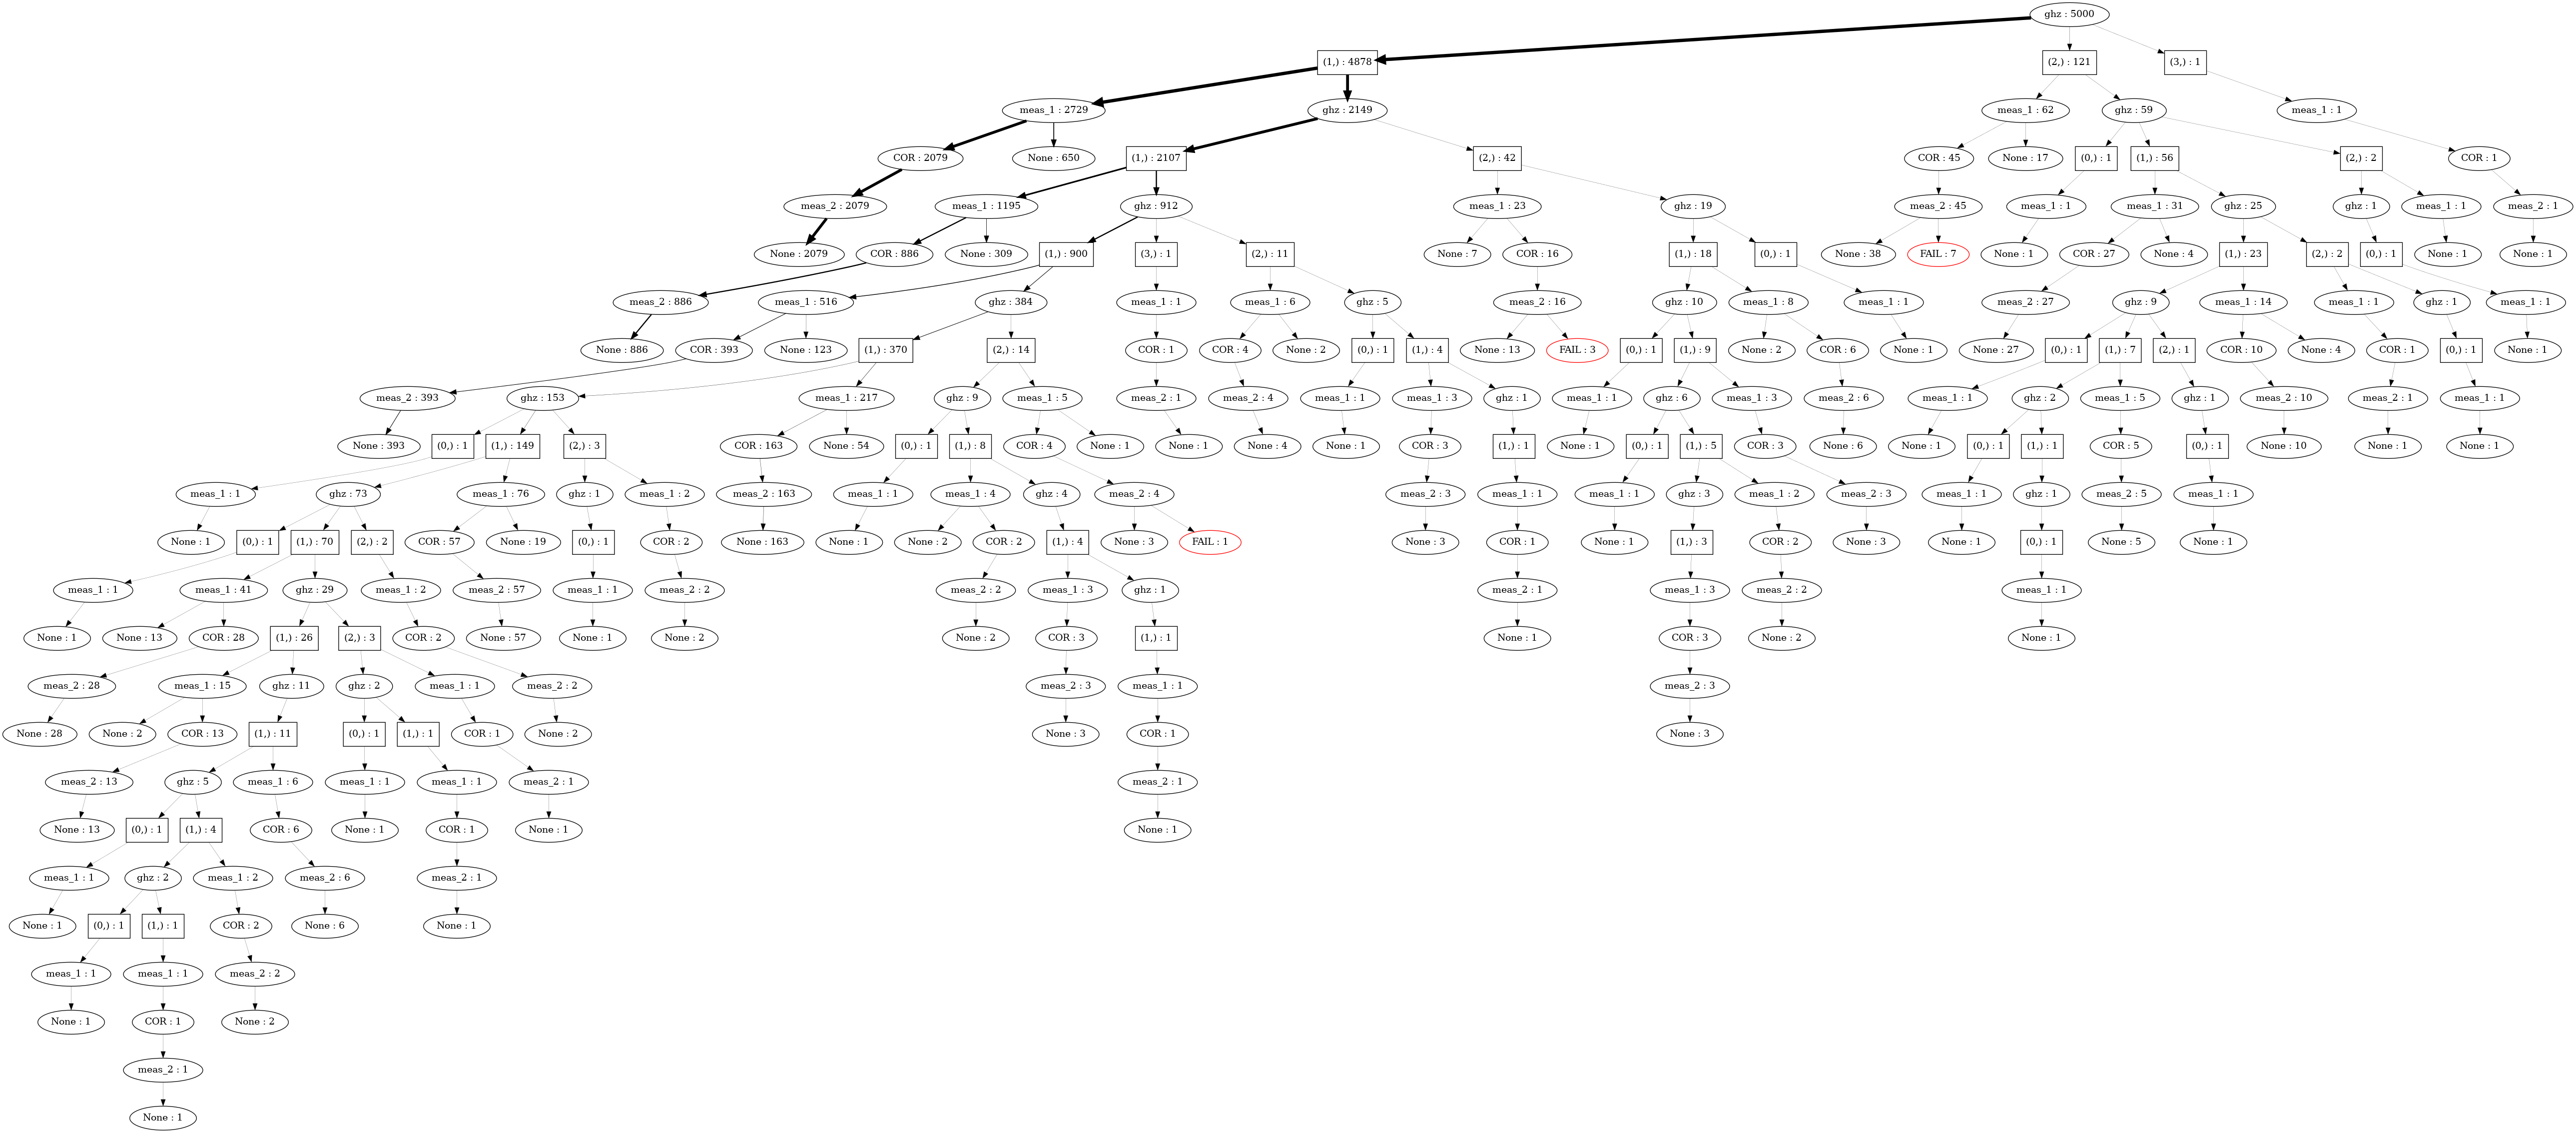 ghz : 5000
(1,) : 4878
(2,) : 121
(3,) : 1
meas_1 : 2729
ghz : 2149
meas_1 : 62
ghz : 59
meas_1 : 1
COR : 2079
None : 650
(1,) : 2107
(2,) : 42
COR : 45
None : 17
(0,) : 1
(1,) : 56
(2,) : 2
COR : 1
meas_2 : 2079
meas_1 : 1195
ghz : 912
meas_1 : 23
ghz : 19
meas_2 : 45
meas_1 : 1
meas_1 : 31
ghz : 25
ghz : 1
meas_1 : 1
meas_2 : 1
None : 2079
COR : 886
None : 309
(1,) : 900
(3,) : 1
(2,) : 11
None : 7
COR : 16
(1,) : 18
(0,) : 1
None : 38
FAIL : 7
None : 1
COR : 27
None : 4
(1,) : 23
(2,) : 2
(0,) : 1
None : 1
None : 1
meas_2 : 886
meas_1 : 516
ghz : 384
meas_1 : 1
meas_1 : 6
ghz : 5
meas_2 : 16
ghz : 10
meas_1 : 8
meas_1 : 1
meas_2 : 27
ghz : 9
meas_1 : 14
meas_1 : 1
ghz : 1
meas_1 : 1
None : 886
COR : 393
None : 123
(1,) : 370
(2,) : 14
COR : 1
COR : 4
None : 2
(0,) : 1
(1,) : 4
None : 13
FAIL : 3
(0,) : 1
(1,) : 9
None : 2
COR : 6
None : 1
None : 27
(0,) : 1
(1,) : 7
(2,) : 1
COR : 10
None : 4
COR : 1
(0,) : 1
None : 1
meas_2 : 393
ghz : 153
meas_1 : 217
ghz : 9
meas_1 : 5
meas_2 : 1
meas_2 : 4
meas_1 : 1
meas_1 : 3
ghz : 1
meas_1 : 1
ghz : 6
meas_1 : 3
meas_2 : 6
meas_1 : 1
ghz : 2
meas_1 : 5
ghz : 1
meas_2 : 10
meas_2 : 1
meas_1 : 1
None : 393
(0,) : 1
(1,) : 149
(2,) : 3
COR : 163
None : 54
(0,) : 1
(1,) : 8
COR : 4
None : 1
None : 1
None : 4
None : 1
COR : 3
(1,) : 1
None : 1
(0,) : 1
(1,) : 5
COR : 3
None : 6
None : 1
(0,) : 1
(1,) : 1
COR : 5
(0,) : 1
None : 10
None : 1
None : 1
meas_1 : 1
ghz : 73
meas_1 : 76
ghz : 1
meas_1 : 2
meas_2 : 163
meas_1 : 1
meas_1 : 4
ghz : 4
meas_2 : 4
meas_2 : 3
meas_1 : 1
meas_1 : 1
ghz : 3
meas_1 : 2
meas_2 : 3
meas_1 : 1
ghz : 1
meas_2 : 5
meas_1 : 1
None : 1
(0,) : 1
(1,) : 70
(2,) : 2
COR : 57
None : 19
(0,) : 1
COR : 2
None : 163
None : 1
None : 2
COR : 2
(1,) : 4
None : 3
FAIL : 1
None : 3
COR : 1
None : 1
(1,) : 3
COR : 2
None : 3
None : 1
(0,) : 1
None : 5
None : 1
meas_1 : 1
meas_1 : 41
ghz : 29
meas_1 : 2
meas_2 : 57
meas_1 : 1
meas_2 : 2
meas_2 : 2
meas_1 : 3
ghz : 1
meas_2 : 1
meas_1 : 3
meas_2 : 2
meas_1 : 1
None : 1
None : 13
COR : 28
(1,) : 26
(2,) : 3
COR : 2
None : 57
None : 1
None : 2
None : 2
COR : 3
(1,) : 1
None : 1
COR : 3
None : 2
None : 1
meas_2 : 28
meas_1 : 15
ghz : 11
ghz : 2
meas_1 : 1
meas_2 : 2
meas_2 : 3
meas_1 : 1
meas_2 : 3
None : 28
None : 2
COR : 13
(1,) : 11
(0,) : 1
(1,) : 1
COR : 1
None : 2
None : 3
COR : 1
None : 3
meas_2 : 13
ghz : 5
meas_1 : 6
meas_1 : 1
meas_1 : 1
meas_2 : 1
meas_2 : 1
None : 13
(0,) : 1
(1,) : 4
COR : 6
None : 1
COR : 1
None : 1
None : 1
meas_1 : 1
ghz : 2
meas_1 : 2
meas_2 : 6
meas_2 : 1
None : 1
(0,) : 1
(1,) : 1
COR : 2
None : 6
None : 1
meas_1 : 1
meas_1 : 1
meas_2 : 2
None : 1
COR : 1
None : 2
meas_2 : 1
None : 1